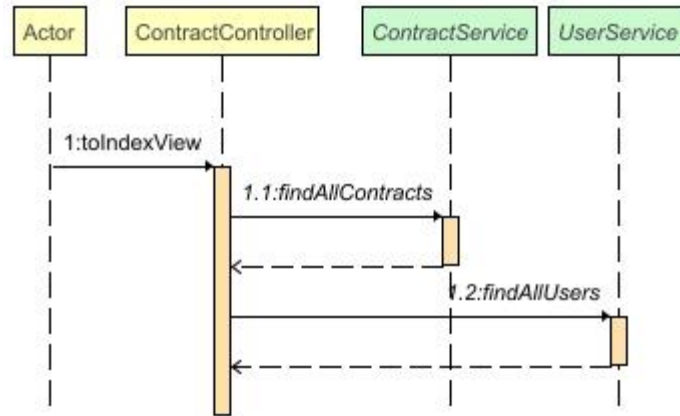 Actor
ContractController
ContractService
UserService
1:toIndexView
1.1:findAllContracts
1.2:findAllUsers